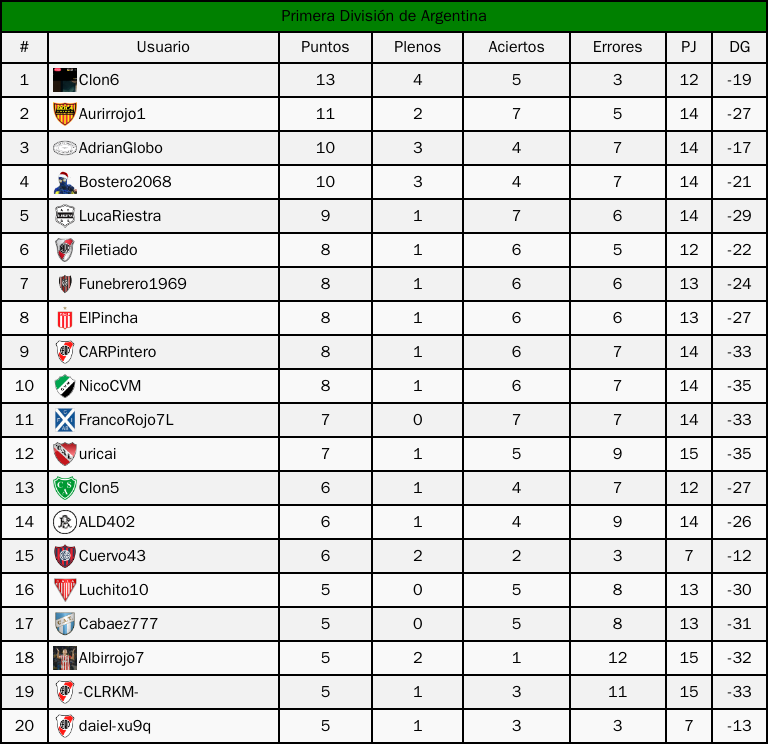 Primera División de Argentina
# Usuario Puntos Plenos Aciertos Errores PJ DG
1 Clon6 13 4 5 3 12 -19
2 Aurirrojo1 11 2 7 5 14 -27
3 AdrianGlobo 10 3 4 7 14 -17
4 Bostero2068 10 3 4 7 14 -21
5 LucaRiestra 9 1 7 6 14 -29
6 Filetiado 8 1 6 5 12 -22
7 Funebrero1969 8 1 6 6 13 -24
8 ElPincha 8 1 6 6 13 -27
9 CARPintero 8 1 6 7 14 -33
10 NicoCVM 8 1 6 7 14 -35
11 FrancoRojo7L 7 0 7 7 14 -33
12 uricai 7 1 5 9 15 -35
13 Clon5 6 1 4 7 12 -27
14 ALD402 6 1 4 9 14 -26
15 Cuervo43 6 2 2 3 7 -12
16 Luchito10 5 0 5 8 13 -30
17 Cabaez777 5 0 5 8 13 -31
18 Albirrojo7 5 2 1 12 15 -32
19 -CLRKM- 5 1 3 11 15 -33
20 daiel-xu9q 5 1 3 3 7 -13